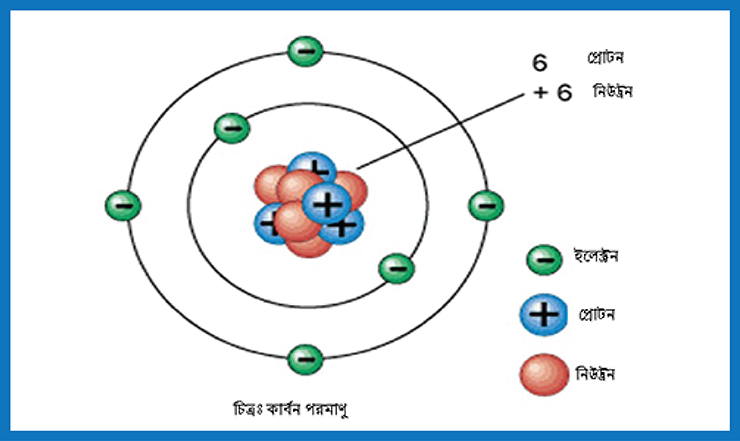 6 প্রোটন
+ 6 নিউট্রন
ইলেক্ট্রন
প্রোটন
নিউট্রন
চিত্রঃ কার্বন পরমাণু